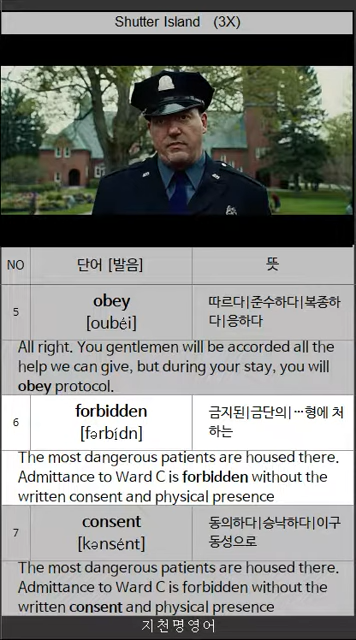 Shutter Island (3X)
NO 단어 [발음] 뜻
5 obey [oubéi] 따르다|준수하다|복종하
다|응하다
All right. You gentlemen will be accorded all the
help we can give, but during your stay, you will
obey protocol.
6 forbidden [fərbídn] 금지된|금단의|…형에 처
하는
The most dangerous patients are housed there.
Admittance to Ward C is forbidden without the
written consent and physical presence
7 consent [kənsént] 동의하다|승낙하다|이구
동성으로
The most dangerous patients are housed there.
Admittance to Ward C is forbidden without the
written consent and physical presence
지천명영어